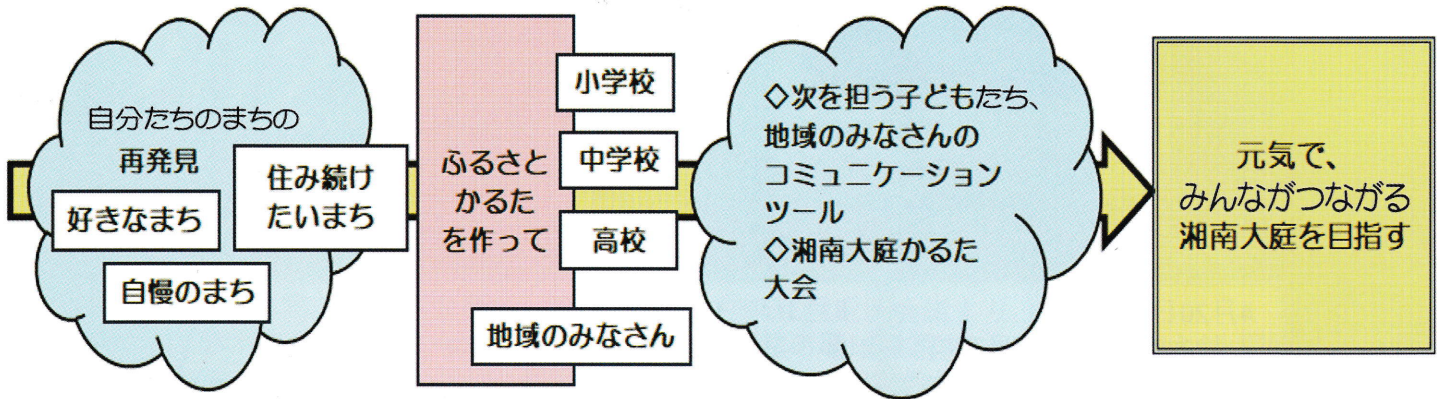 自分たちのまちの
再発見
好きなまち
住み続け
たいまち
自慢のまち
ふるさと
かるた
を作って
小学校
中学校
高校
地域のみなさん
◇次を担う子どもたち、
地域のみなさんの
コミュニケーション
ツール
◇湘南大庭かるた
大会
元気で、
みんながつながる
湘南大庭を目指す